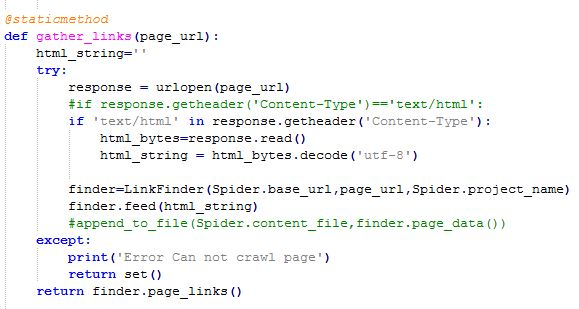 @staticmethod
def gather_links(page_url):
    html_string=''
    try:
        response = urlopen(page_url)
        #if response.getheader('Content-Type')=='text/html':
        if 'text/html' in response.getheader('Content-Type'):
            html_bytes=response.read()
            html_string = html_bytes.decode('utf-8')

        finder=LinkFinder(Spider.base_url,page_url,Spider.project_name)
        finder.feed(html_string)
        #append_to_file(Spider.content_file,finder.page_data())
    except:
        print('Error Can not crawl page')
        return set()
    return finder.page_links()